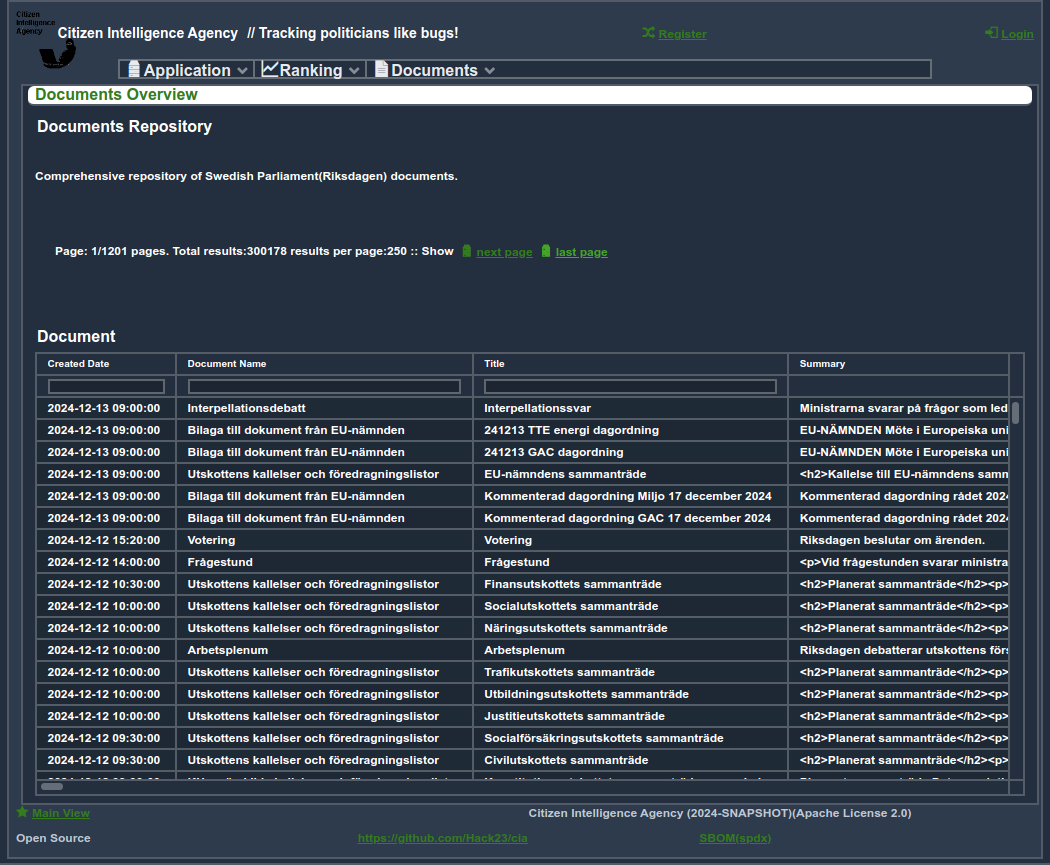 Citizen
Intelligence
Agency
Citizen Intelligence Agency // Tracking politicians like bugs!
Register
Login
Application
Ranking
Documents
Documents Overview
Documents Repository
Comprehensive repository of Swedish Parliament(Riksdagen) documents.
Page: 1/1201 pages. Total results:300178 results per page:250 :: Show next page last page
Document
Created Date Document Name Title Summary
2024-12-13 09:00:00 Interpellationsdebatt Interpellationssvar Ministrarna svarar på frågor som led
2024-12-13 09:00:00 Bilaga till dokument från EU-nämnden 241213 TTE energi dagordning EU-NÄMNDEN Möte i Europeiska uni
2024-12-13 09:00:00 Bilaga till dokument från EU-nämnden 241213 GAC dagordning EU-NÄMNDEN Möte i Europeiska uni
2024-12-13 09:00:00 Utskottens kallelser och föredragningslistor EU-nämndens sammanträde <h2>Kallelse till EU-nämndens samn
2024-12-13 09:00:00 Bilaga till dokument från EU-nämnden Kommenterad dagordning Miljo 17 december 2024 Kommenterad dagordning rådet 2024
2024-12-13 09:00:00 Bilaga till dokument från EU-nämnden Kommenterad dagordning GAC 17 december 2024 Kommenterad dagordning rådet 2024
2024-12-12 15:20:00 Votering Votering Riksdagen beslutar om ärenden.
2024-12-12 14:00:00 Frågestund Frågestund <p>Vid frågestunden svarar ministra
2024-12-12 10:30:00 Utskottens kallelser och föredragningslistor Finansutskottets sammanträde <h2>Planerat sammanträde</h2><p>
2024-12-12 10:00:00 Utskottens kallelser och föredragningslistor Socialutskottets sammanträde <h2>Planerat sammanträde</h2><p>
2024-12-12 10:00:00 Utskottens kallelser och föredragningslistor Näringsutskottets sammanträde <h2>Planerat sammanträde</h2><p>
2024-12-12 10:00:00 Arbetsplenum Arbetsplenum Riksdagen debatterar utskottens förs
2024-12-12 10:00:00 Utskottens kallelser och föredragningslistor Trafikutskottets sammanträde <h2>Planerat sammanträde</h2><p>
2024-12-12 10:00:00 Utskottens kallelser och föredragningslistor Utbildningsutskottets sammanträde <h2>Planerat sammanträde</h2><p>
2024-12-12 10:00:00 Utskottens kallelser och föredragningslistor Justitieutskottets sammanträde <h2>Planerat sammanträde</h2><p>
2024-12-12 09:30:00 Utskottens kallelser och föredragningslistor Socialförsäkringsutskottets sammanträde <h2>Planerat sammanträde</h2><p>
2024-12-12 09:30:00 Utskottens kallelser och föredragningslistor Civilutskottets sammanträde <h2>Planerat sammanträde</h2><p>
Main View
Citizen Intelligence Agency (2024-SNAPSHOT)(Apache License 2.0)
Open Source
https://github.com/Hack23/cia
SBOM(spdx)